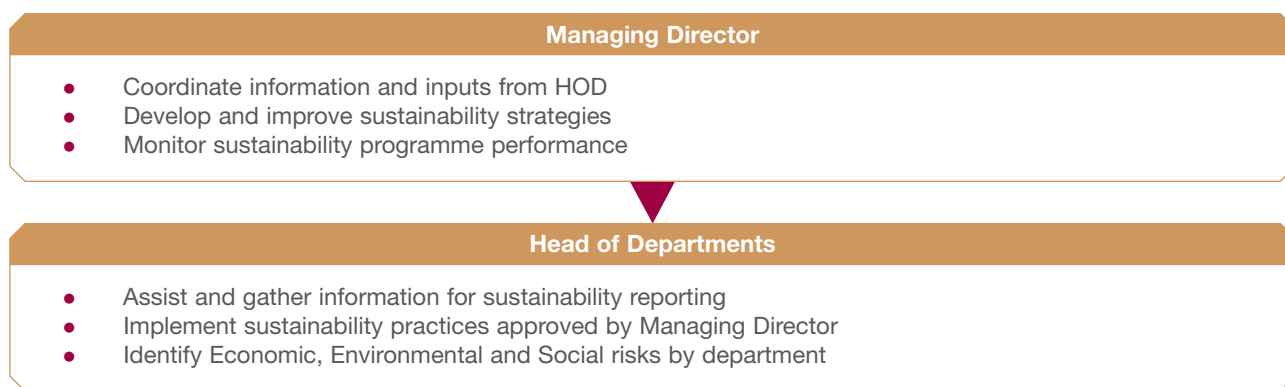 Managing Director
● Coordinate information and inputs from HOD
● Develop and improve sustainability strategies
● Monitor sustainability programme performance
Head of Departments
● Assist and gather information for sustainability reporting
● Implement sustainability practices approved by Managing Director
● Identify Economic, Environmental and Social risks by department